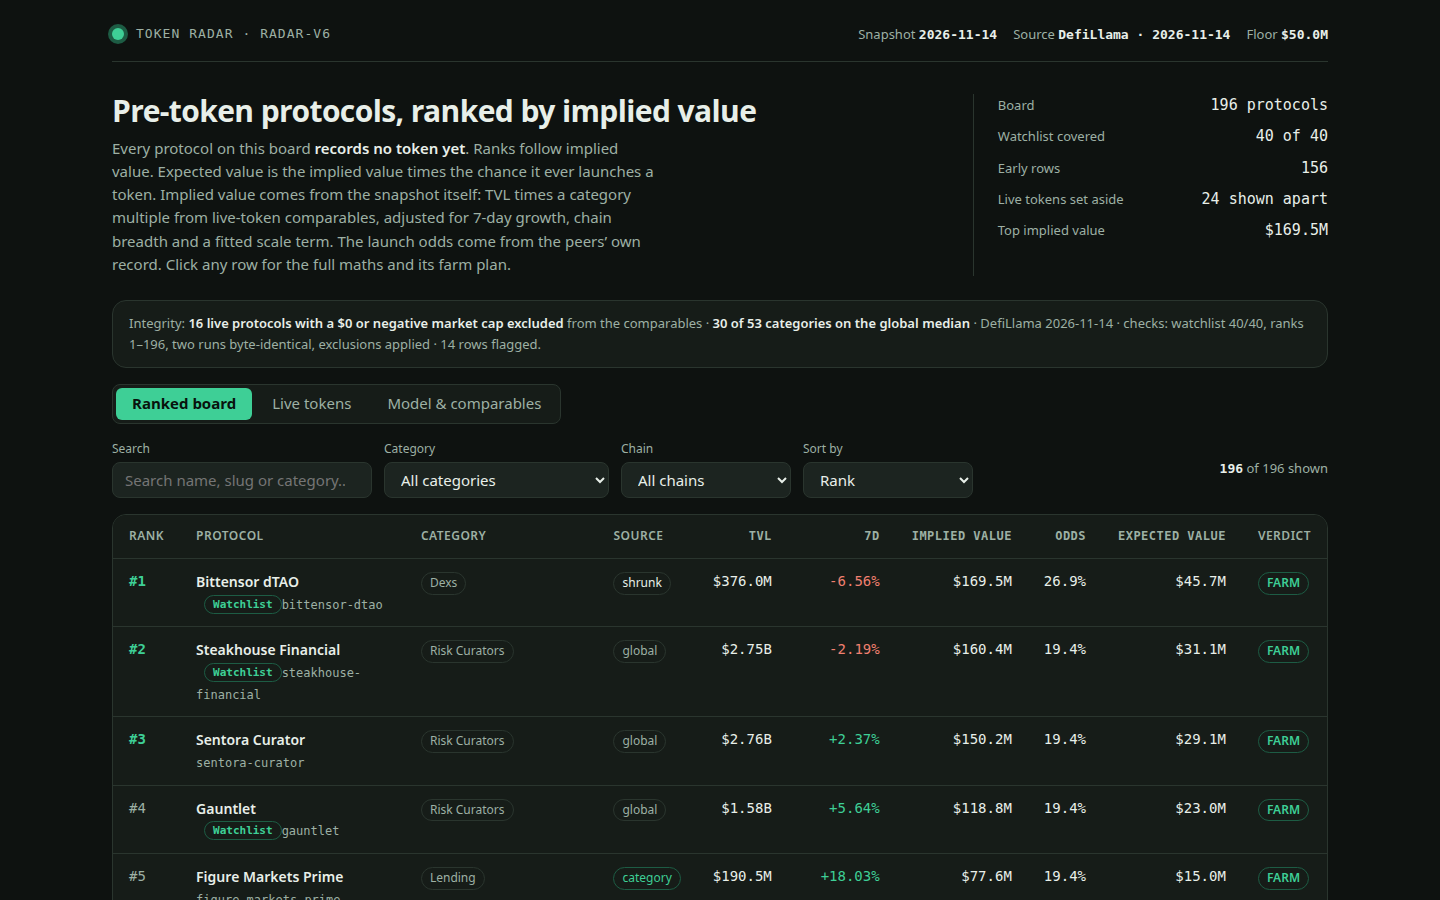 TOKEN RADAR · RADAR-V6
Snapshot 2026-11-14 Source DefiLlama · 2026-11-14 Floor $50.0M
Pre-token protocols, ranked by implied value
Every protocol on this board records no token yet. Ranks follow implied
value. Expected value is the implied value times the chance it ever launches a
token. Implied value comes from the snapshot itself: TVL times a category
multiple from live-token comparables, adjusted for 7-day growth, chain
breadth and a fitted scale term. The launch odds come from the peers’ own
record. Click any row for the full maths and its farm plan.
Board 196 protocols
Watchlist covered 40 of 40
Early rows 156
Live tokens set aside 24 shown apart
Top implied value $169.5M
Integrity: 16 live protocols with a $0 or negative market cap excluded from the comparables · 30 of 53 categories on the global median · DefiLlama 2026-11-14 · checks: watchlist 40/40, ranks
1–196, two runs byte-identical, exclusions applied · 14 rows flagged.
Ranked board Live tokens Model & comparables
Search Category Chain Sort by
Search name, slug or category.. All categories All chains Rank
196 of 196 shown
RANK PROTOCOL CATEGORY SOURCE TVL 7D IMPLIED VALUE ODDS EXPECTED VALUE VERDICT
#1 Bittensor dTAO Dexs shrunk $376.0M -6.56% $169.5M 26.9% $45.7M FARM
Watchlist bittensor-dtao
#2 Steakhouse Financial Risk Curators global $2.75B -2.19% $160.4M 19.4% $31.1M FARM
Watchlist steakhouse-
financial
#3 Sentora Curator Risk Curators global $2.76B +2.37% $150.2M 19.4% $29.1M FARM
sentora-curator
#4 Gauntlet Risk Curators global $1.58B +5.64% $118.8M 19.4% $23.0M FARM
Watchlist gauntlet
#5 Figure Markets Prime Lending category $190.5M +18.03% $77.6M 19.4% $15.0M FARM
figure-markets-prime